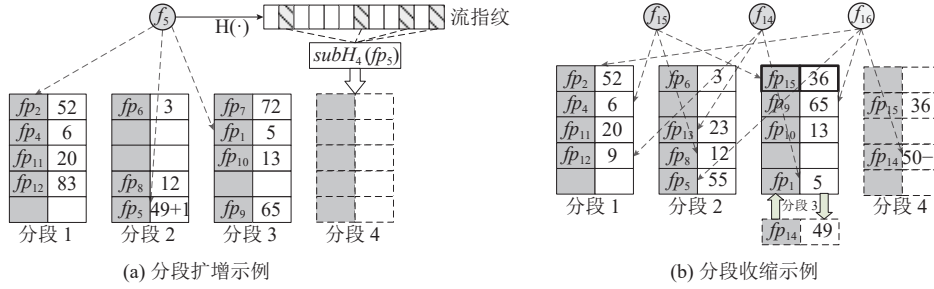 f₅
H(·)
流指纹
subH₄(fp₅)
fp₂ 52
fp₄ 6
fp₁₁ 20
fp₁₂ 83
分段 1
fp₆ 3
fp₈ 12
fp₅ 49+1
分段 2
fp₇ 72
fp₁ 5
fp₁₀ 13
fp₉ 65
分段 3
分段 4
(a) 分段扩增示例
f₁₅ f₁₄ f₁₆
fp₂ 52
fp₄ 6
fp₁₁ 20
fp₁₂ 9
分段 1
fp₆ 3
fp₁₃ 23
fp₈ 12
fp₅ 55
分段 2
fp₁₅ 36
fp₉ 65
fp₁₀ 13
fp₁ 5
分段 3
fp₁₄ 49
fp₁₅ 36
fp₁₄ 50−
分段 4
(b) 分段收缩示例